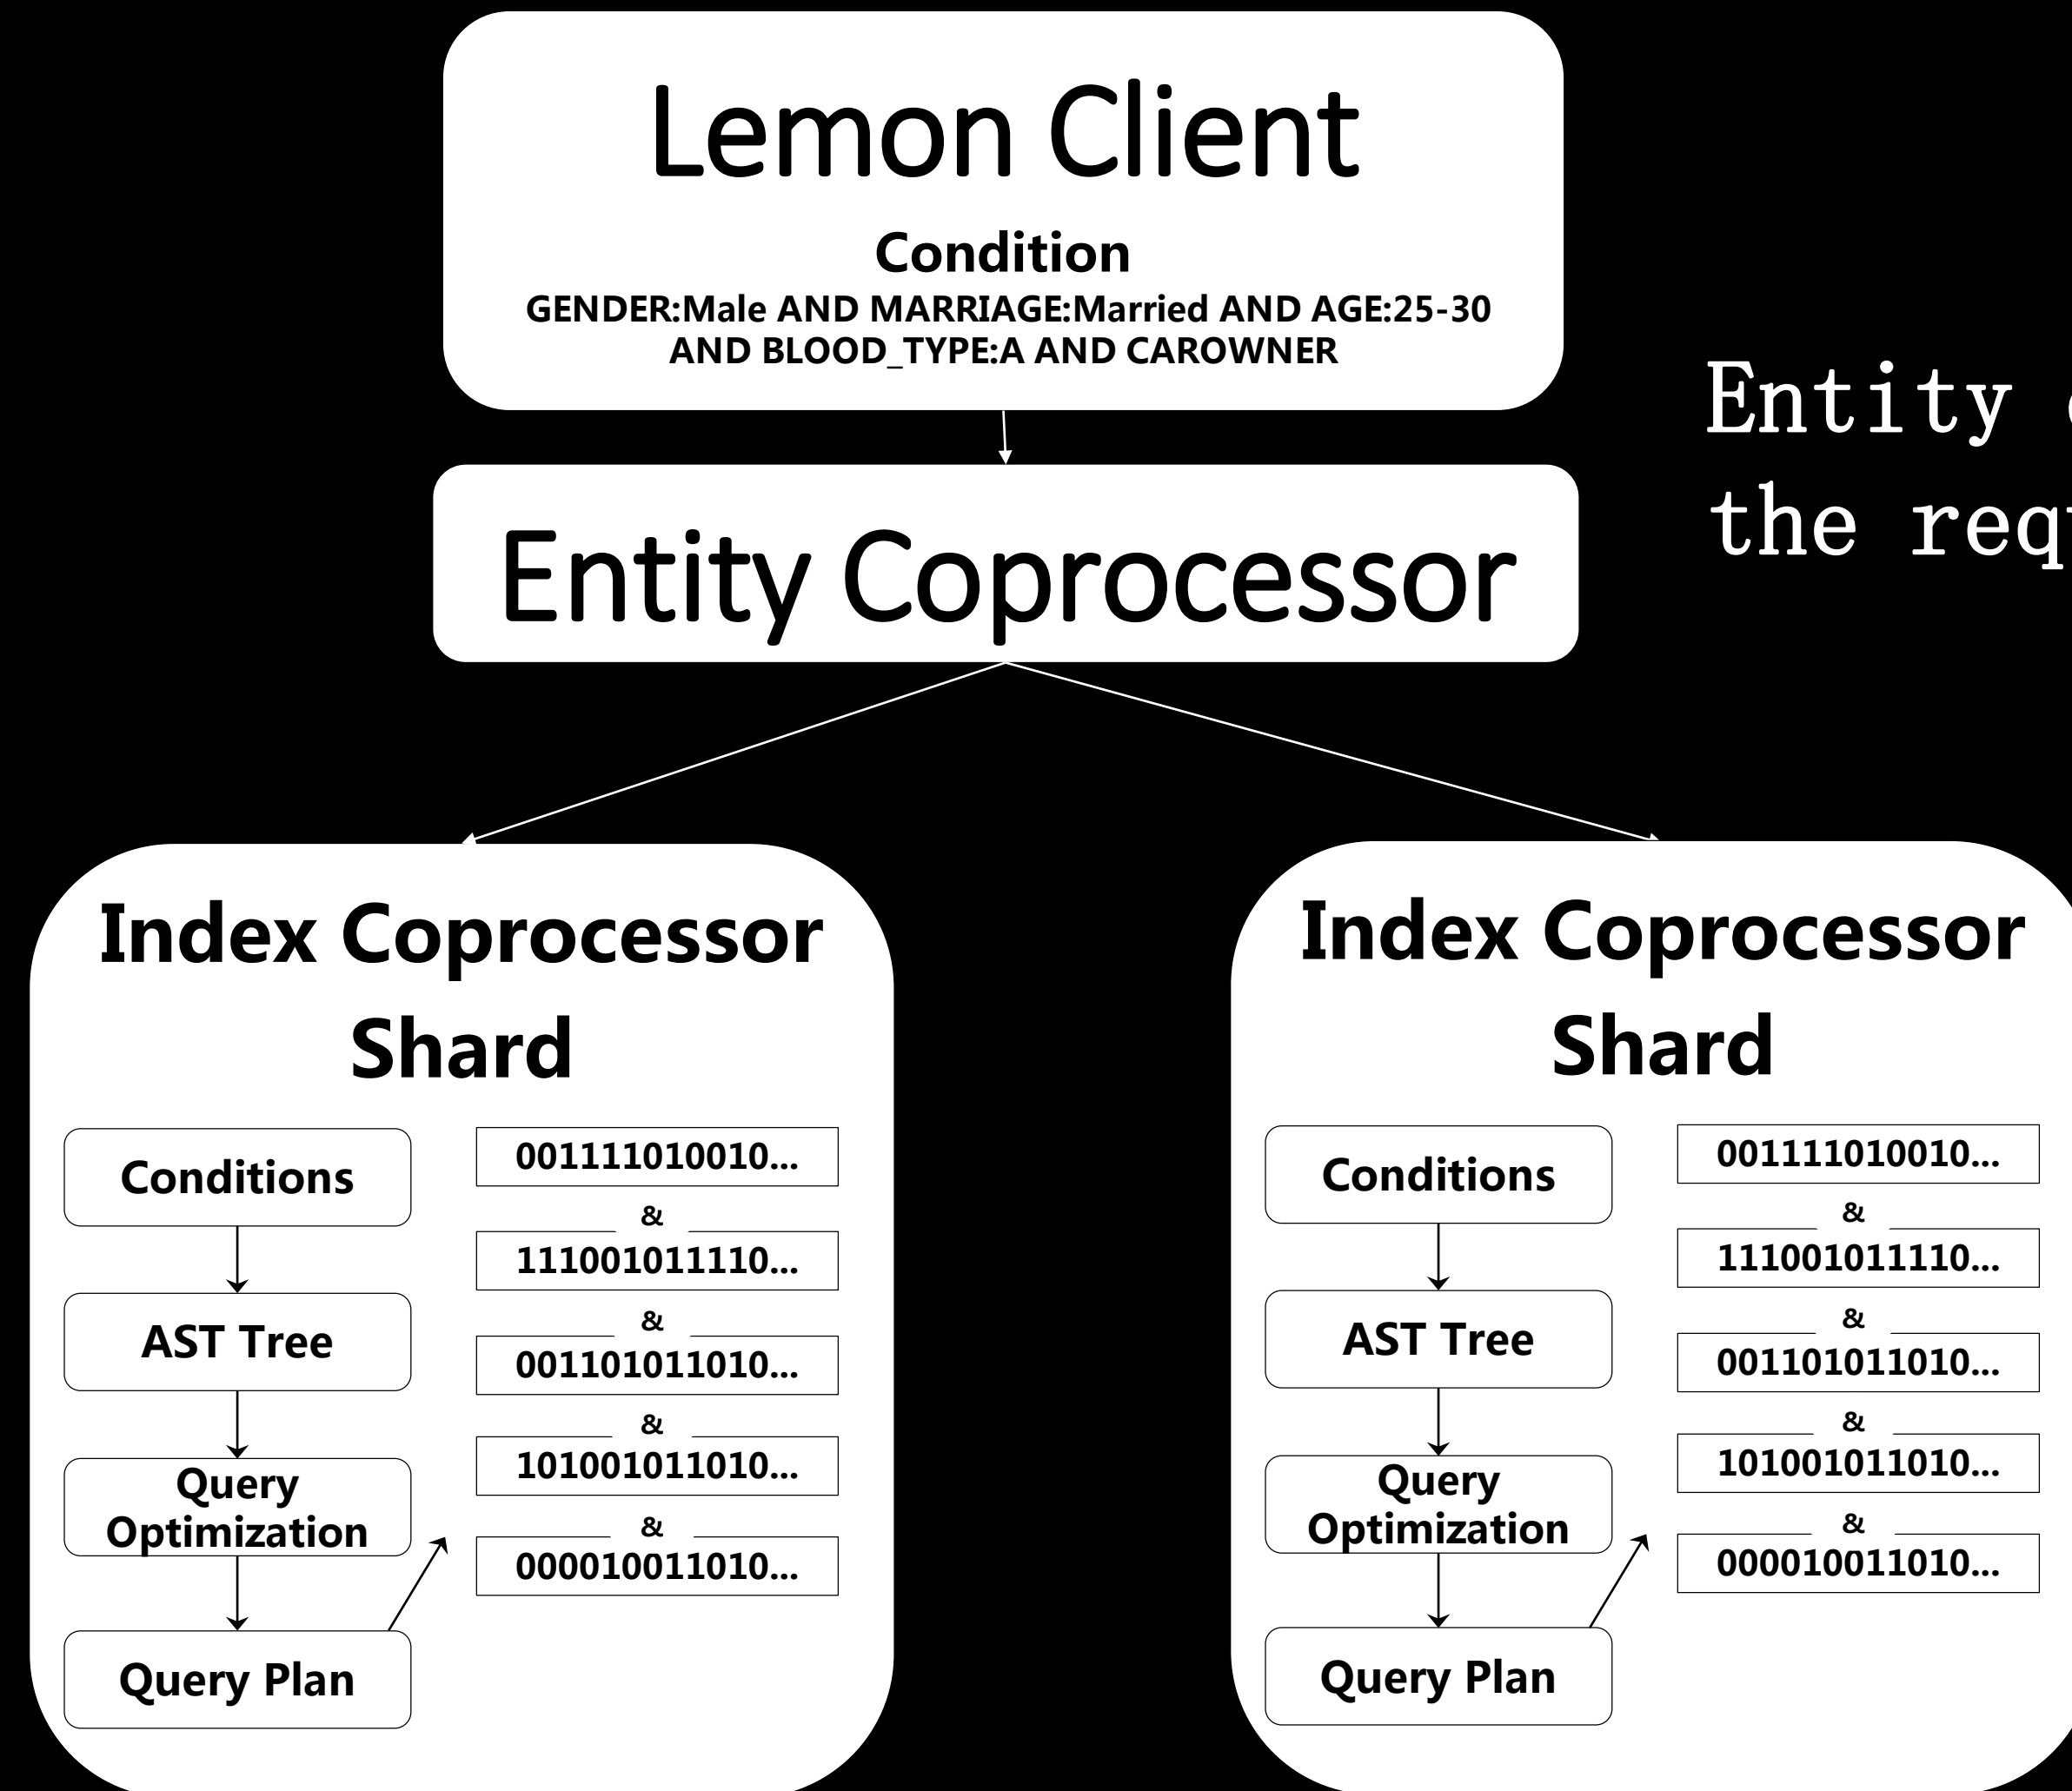 Lemon Client
Condition
GENDER:Male AND MARRIAGE:Married AND AGE:25-30
AND BLOOD_TYPE:A AND CAROWNER
Entity
the
Entity Coprocessor
Index Coprocessor
Shard
Conditions
AST Tree
Query
Optimization
Query Plan
001111010010...
&
111001011110...
&
001101011010...
&
101001011010...
&
000010011010...
Index Coprocessor
Shard
Conditions
AST Tree
Query
Optimization
Query Plan
001111010010...
&
111001011110...
&
001101011010...
&
101001011010...
&
000010011010...